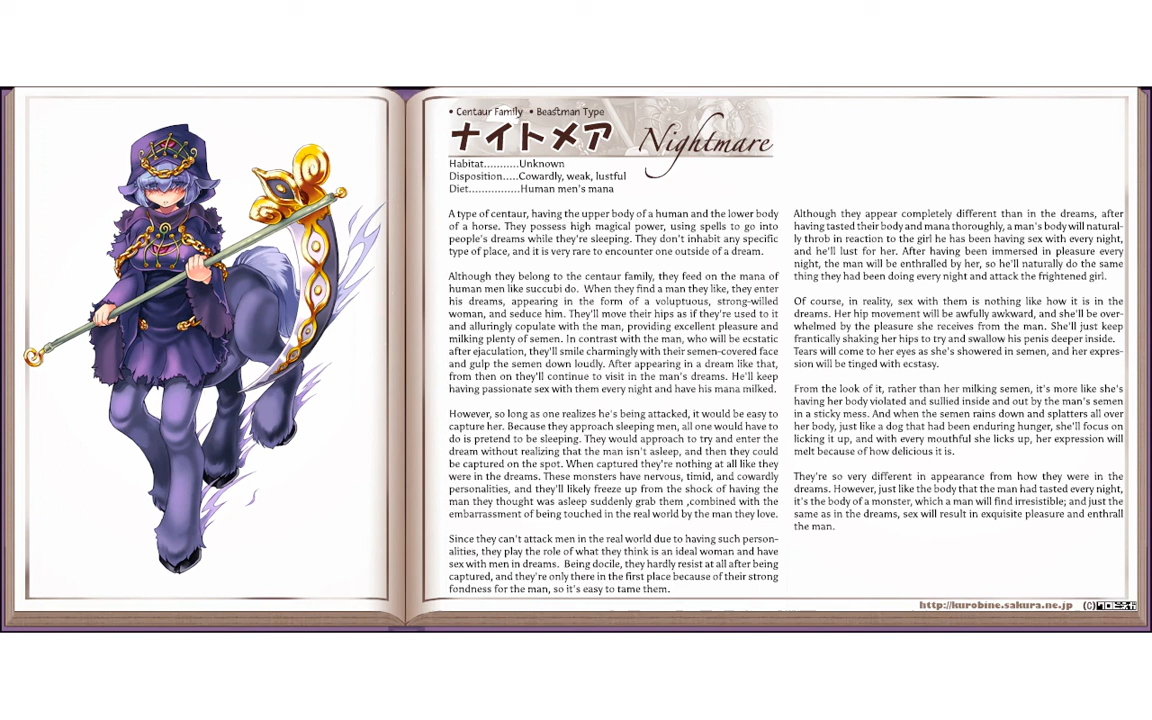 • Centaur Family • Beastman Type
ナイトメア Nightmare
Habitat...........Unknown
Disposition.....Cowardly, weak, lustful
Diet................Human men's mana
A type of centaur, having the upper body of a human and the lower body
of a horse. They possess high magical power, using spells to go into
people's dreams while they're sleeping. They don't inhabit any specific
type of place, and it is very rare to encounter one outside of a dream.
Although they belong to the centaur family, they feed on the mana of
human men like succubi do. When they find a man they like, they enter
his dreams, appearing in the form of a voluptuous, strong-willed
woman, and seduce him. They'll move their hips as if they're used to it
and alluringly copulate with the man, providing excellent pleasure and
milking plenty of semen. In contrast with the man, who will be ecstatic
after ejaculation, they'll smile charmingly with their semen-covered face
and gulp the semen down loudly. After appearing in a dream like that,
from then on they'll continue to visit in the man's dreams. He'll keep
having passionate sex with them every night and have his mana milked.
However, so long as one realizes he's being attacked, it would be easy to
capture her. Because they approach sleeping men, all one would have to
do is pretend to be sleeping. They would approach to try and enter the
dream without realizing that the man isn't asleep, and then they could
be captured on the spot. When captured they're nothing at all like they
were in the dreams. These monsters have nervous, timid, and cowardly
personalities, and they'll likely freeze up from the shock of having the
man they thought was asleep suddenly grab them ,combined with the
embarrassment of being touched in the real world by the man they love.
Since they can't attack men in the real world due to having such person-
alities, they play the role of what they think is an ideal woman and have
sex with men in dreams. Being docile, they hardly resist at all after being
captured, and they're only there in the first place because of their strong
fondness for the man, so it's easy to tame them.
Although they appear completely different than in the dreams, after
having tasted their body and mana thoroughly, a man's body will natural-
ly throb in reaction to the girl he has been having sex with every night,
and he'll lust for her. After having been immersed in pleasure every
night, the man will be enthralled by her, so he'll naturally do the same
thing they had been doing every night and attack the frightened girl.
Of course, in reality, sex with them is nothing like how it is in the
dreams. Her hip movement will be awfully awkward, and she'll be over-
whelmed by the pleasure she receives from the man. She'll just keep
frantically shaking her hips to try and swallow his penis deeper inside.
Tears will come to her eyes as she's showered in semen, and her expres-
sion will be tinged with ecstasy.
From the look of it, rather than her milking semen, it's more like she's
having her body violated and sullied inside and out by the man's semen
in a sticky mess. And when the semen rains down and splatters all over
her body, just like a dog that had been enduring hunger, she'll focus on
licking it up, and with every mouthful she licks up, her expression will
melt because of how delicious it is.
They're so very different in appearance from how they were in the
dreams. However, just like the body that the man had tasted every night,
it's the body of a monster, which a man will find irresistible; and just the
same as in the dreams, sex will result in exquisite pleasure and enthrall
the man.
http://kurobine.sakura.ne.jp (C)クロビネガ